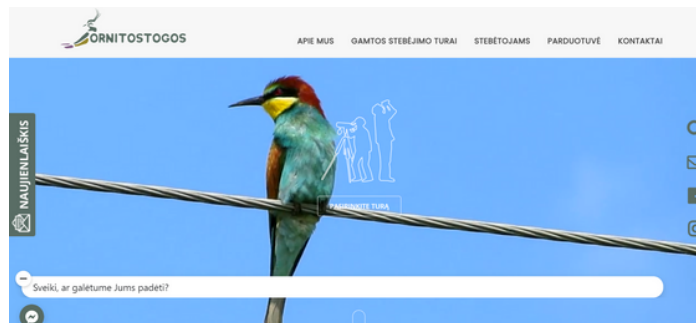 ORNITOSTOGOS
APIE MUS GAMTOS STEBĖJIMO TURAI STEBĖTOJAMS PARDUOTUVĖ KONTAKTAI
NAUJIENLAIŠKIS
PASIRINKITE TURĄ
Sveiki, ar galėtume Jums padėti?